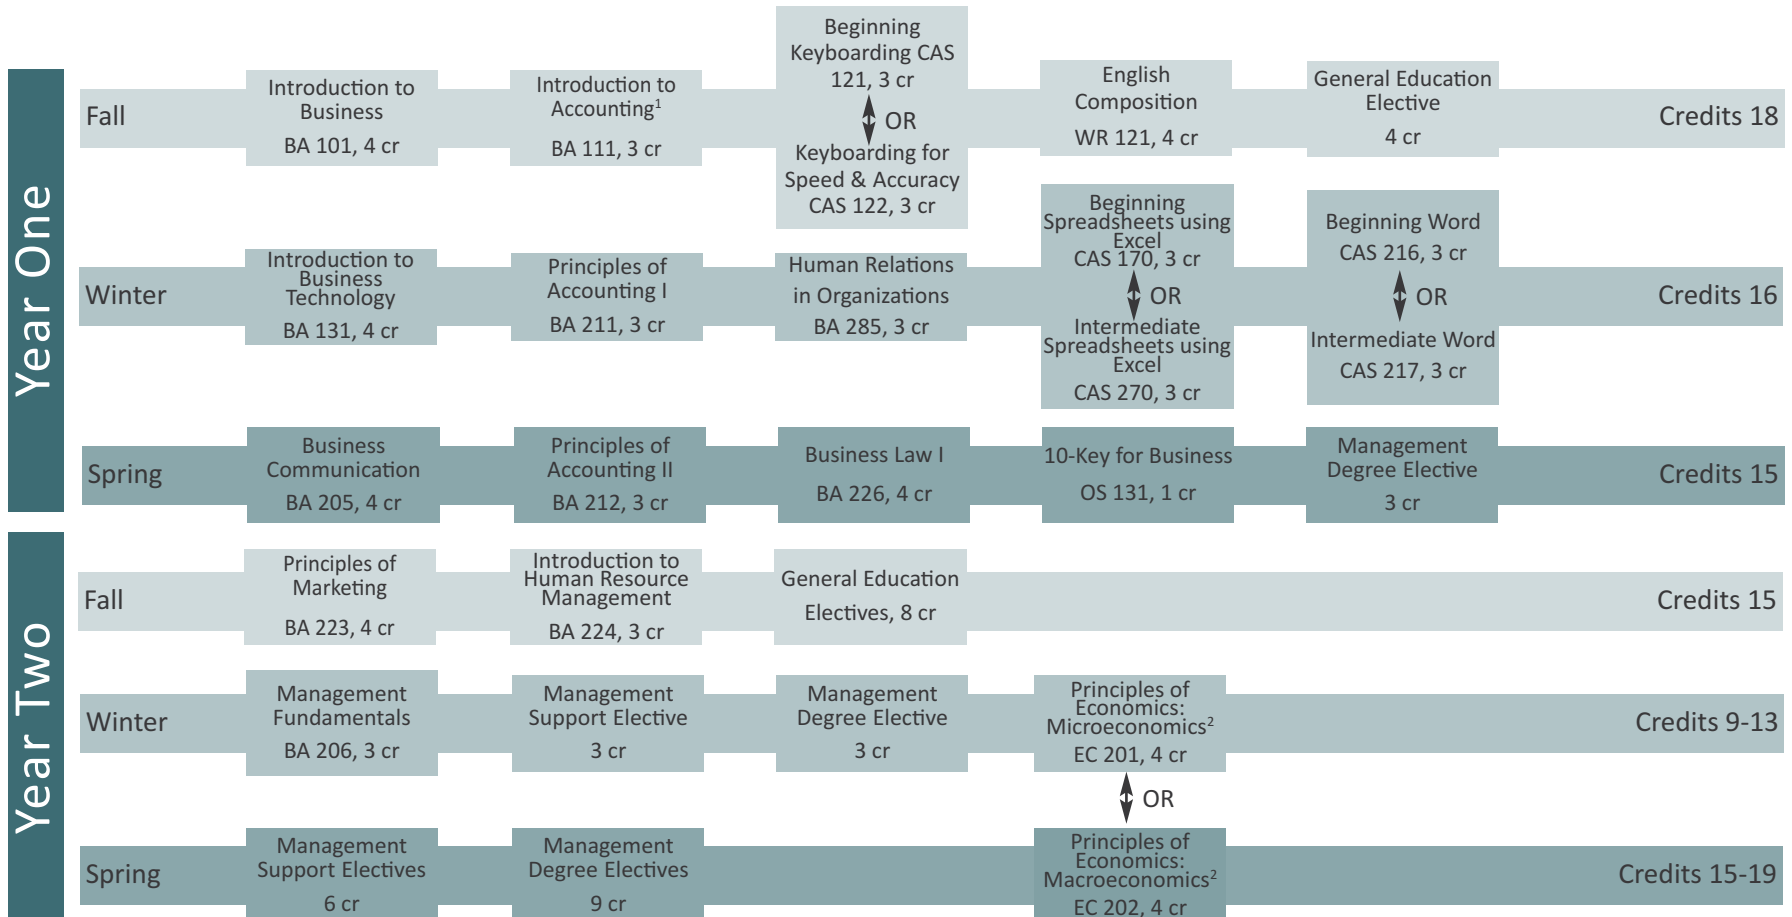 Year One
Fall
Introduction to
Business
BA 101, 4 cr
Introduction to
Accounting¹
BA 111, 3 cr
Beginning
Keyboarding CAS
121, 3 cr
OR
Keyboarding for
Speed & Accuracy
CAS 122, 3 cr
English
Composition
WR 121, 4 cr
General Education
Elective
4 cr
Credits 18
Winter
Introduction to
Business
Technology
BA 131, 4 cr
Principles of
Accounting I
BA 211, 3 cr
Human Relations
in Organizations
BA 285, 3 cr
Beginning
Spreadsheets using
Excel
CAS 170, 3 cr
OR
Intermediate
Spreadsheets using
Excel
CAS 270, 3 cr
Beginning Word
CAS 216, 3 cr
OR
Intermediate Word
CAS 217, 3 cr
Credits 16
Spring
Business
Communication
BA 205, 4 cr
Principles of
Accounting II
BA 212, 3 cr
Business Law I
BA 226, 4 cr
10-Key for Business
OS 131, 1 cr
Management
Degree Elective
3 cr
Credits 15
Year Two
Fall
Principles of
Marketing
BA 223, 4 cr
Introduction to
Human Resource
Management
BA 224, 3 cr
General Education
Electives, 8 cr
Credits 15
Winter
Management
Fundamentals
BA 206, 3 cr
Management
Support Elective
3 cr
Management
Degree Elective
3 cr
Principles of
Economics:
Microeconomics²
EC 201, 4 cr
OR
Credits 9-13
Spring
Management
Support Electives
6 cr
Management
Degree Electives
9 cr
Principles of
Economics:
Macroeconomics²
EC 202, 4 cr
Credits 15-19